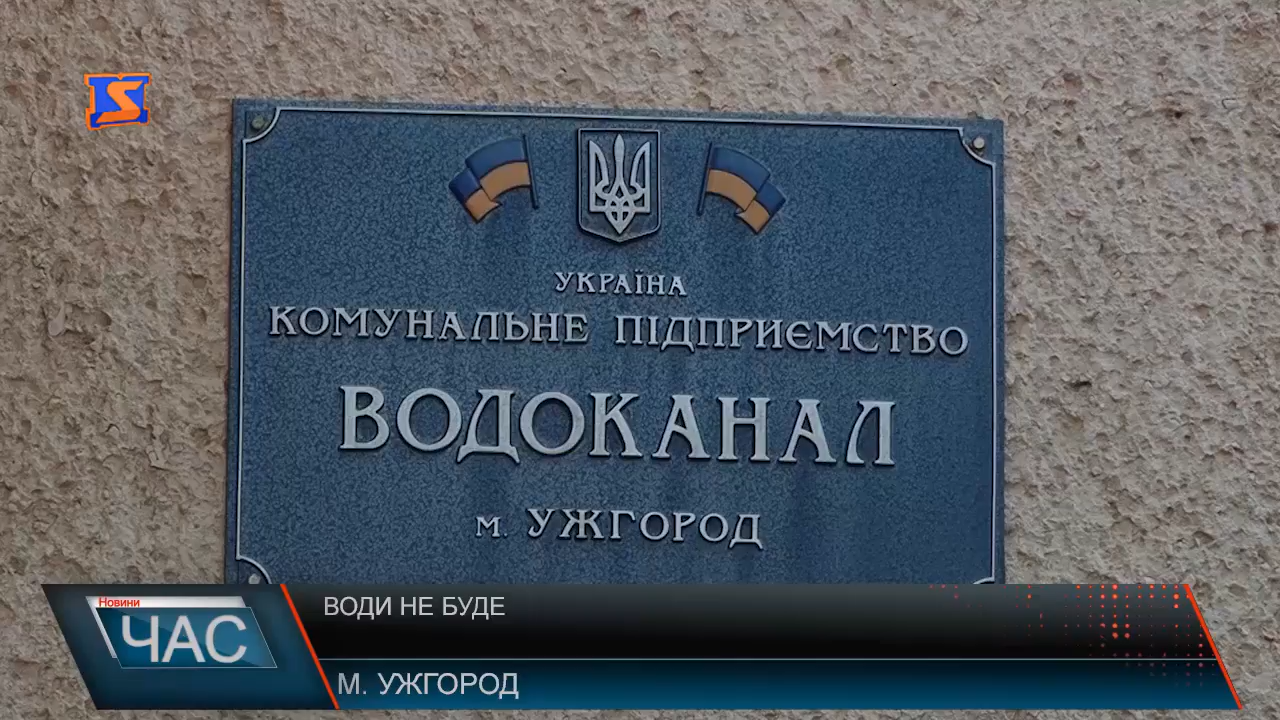 УКРАЇНА
КОМУНАЛЬНЕ ПІДПРИЄМСТВО
ВОДОКАНАЛ
м. УЖГОРОД
Новини
ЧАС
ВОДИ НЕ БУДЕ
М. УЖГОРОД